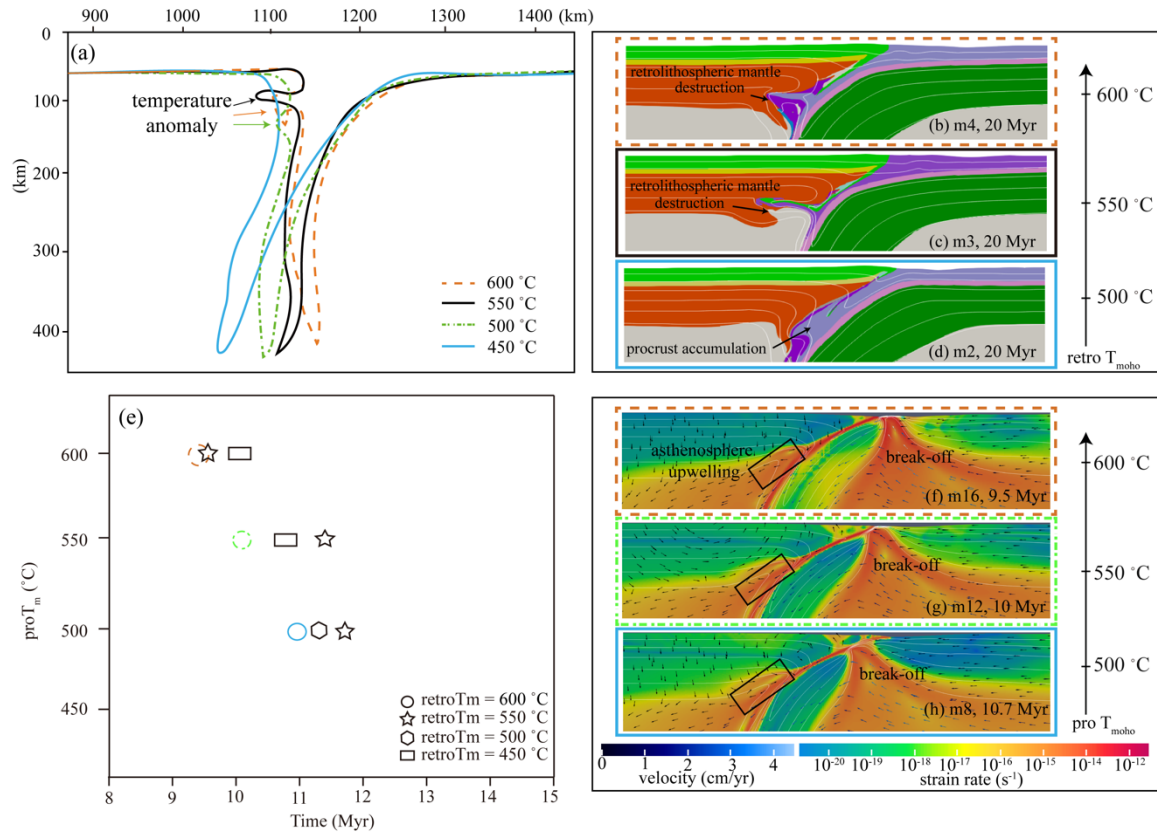 900 1000 1100 1200 1300 1400 (km)
0
100
200
300
400
(km)
(a)
temperature
anomaly
600 ˚C
550 ˚C
500 ˚C
450 ˚C
retrolithospheric mantle
destruction
(b) m4, 20 Myr
retrolithospheric mantle
destruction
(c) m3, 20 Myr
procrust accumulation
(d) m2, 20 Myr
600 ˚C
550 ˚C
500 ˚C
retro Tmoho
(e)
600
550
500
450
proTm (˚C)
retroTm = 600 ˚C
retroTm = 550 ˚C
retroTm = 500 ˚C
retroTm = 450 ˚C
8 9 10 11 12 13 14 15
Time (Myr)
asthenosphere
upwelling
break-off
(f) m16, 9.5 Myr
break-off
(g) m12, 10 Myr
break-off
(h) m8, 10.7 Myr
600 ˚C
550 ˚C
500 ˚C
pro Tmoho
0 1 2 3 4
velocity (cm/yr)
10⁻²⁰ 10⁻¹⁹ 10⁻¹⁸ 10⁻¹⁷ 10⁻¹⁶ 10⁻¹⁵ 10⁻¹⁴ 10⁻¹²
strain rate (s⁻¹)